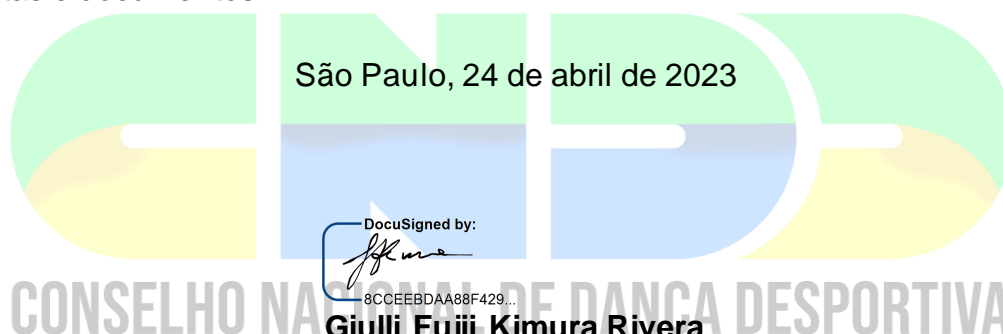 São Paulo, 24 de abril de 2023
CNDD
DocuSigned by:
8CCEEBDAA88F429...
CONSELHO NACIONAL DE DANÇA DESPORTIVA
Giulli Fujii Kimura Rivera